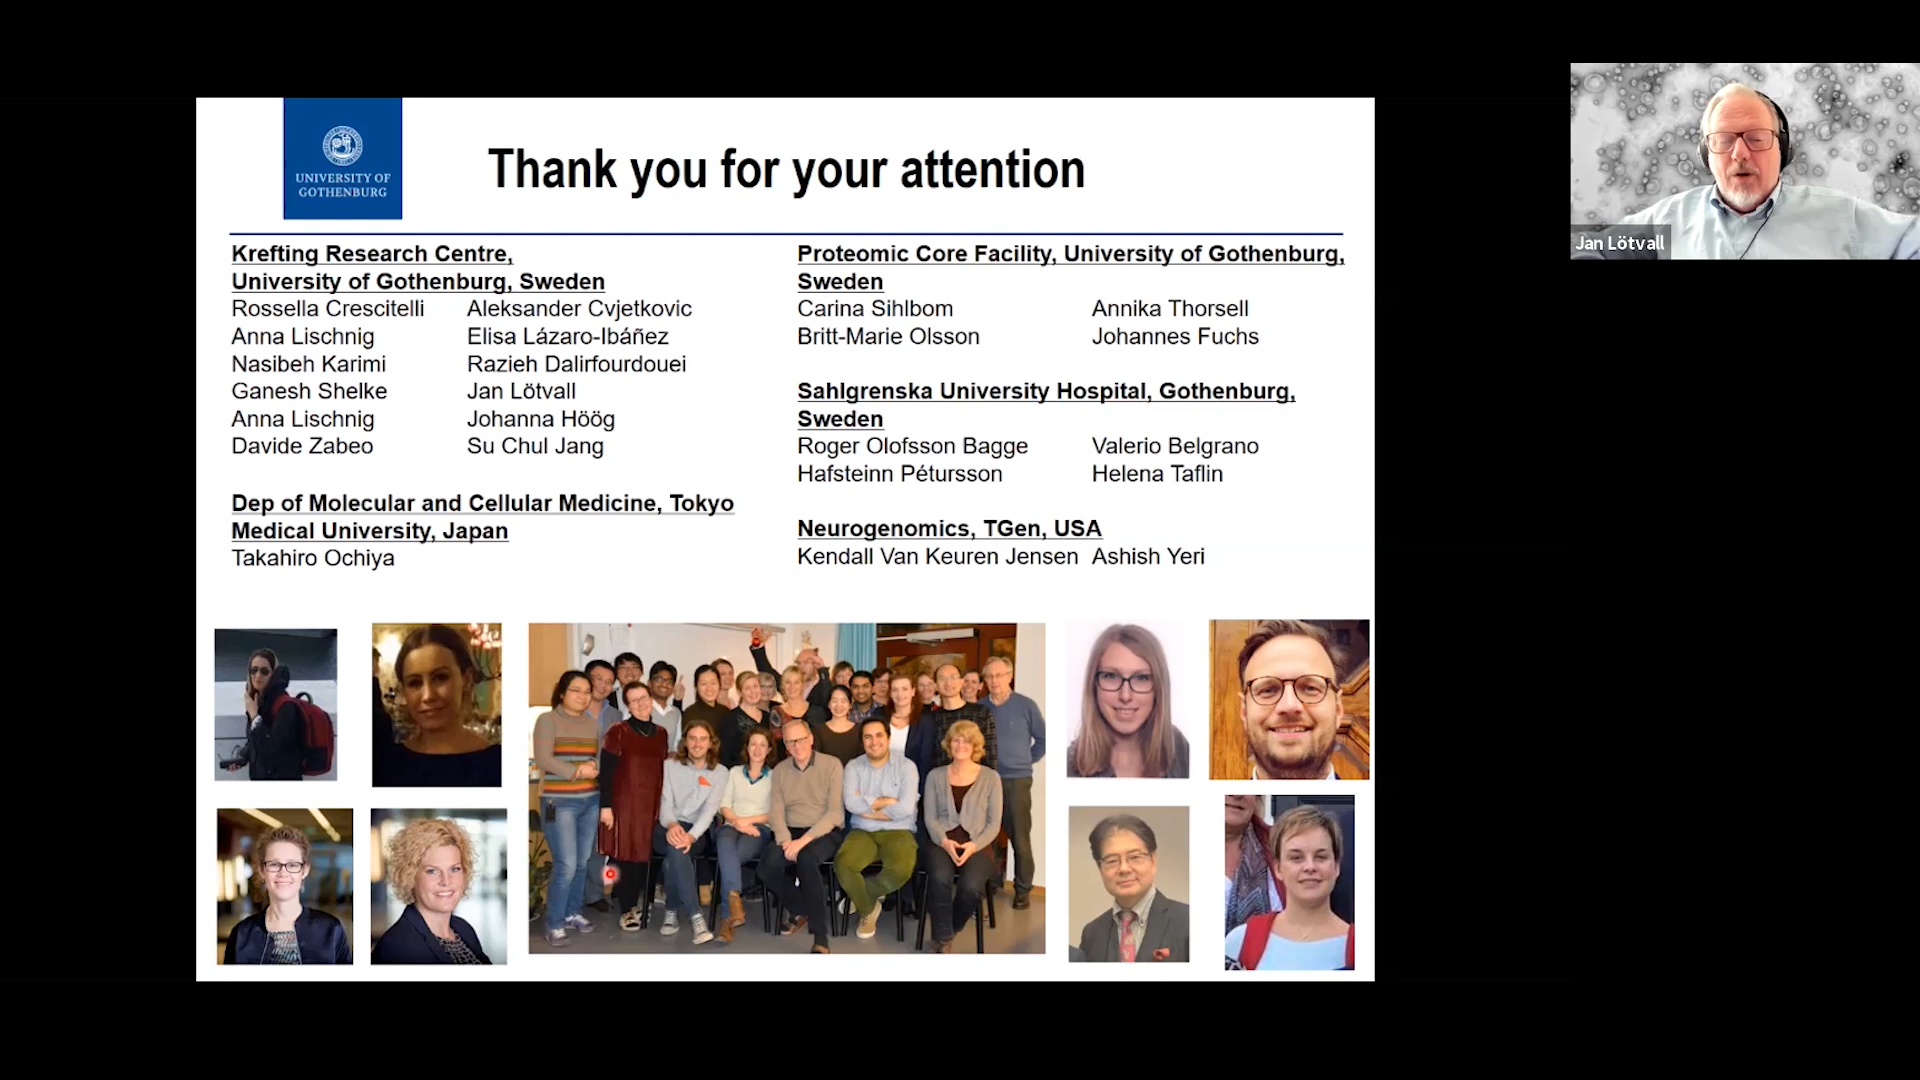 UNIVERSITY OF
GOTHENBURG
Thank you for your attention
Krefting Research Centre,
University of Gothenburg, Sweden
Rossella Crescitelli Aleksander Cvjetkovic
Anna Lischnig Elisa Lázaro-Ibáñez
Nasibeh Karimi Razieh Dalirfourdouei
Ganesh Shelke Jan Lötvall
Anna Lischnig Johanna Höög
Davide Zabeo Su Chul Jang
Dep of Molecular and Cellular Medicine, Tokyo
Medical University, Japan
Takahiro Ochiya
Proteomic Core Facility, University of Gothenburg,
Sweden
Carina Sihlbom Annika Thorsell
Britt-Marie Olsson Johannes Fuchs
Sahlgrenska University Hospital, Gothenburg,
Sweden
Roger Olofsson Bagge Valerio Belgrano
Hafsteinn Pétursson Helena Taflin
Neurogenomics, TGen, USA
Kendall Van Keuren Jensen Ashish Yeri
Jan Lötvall